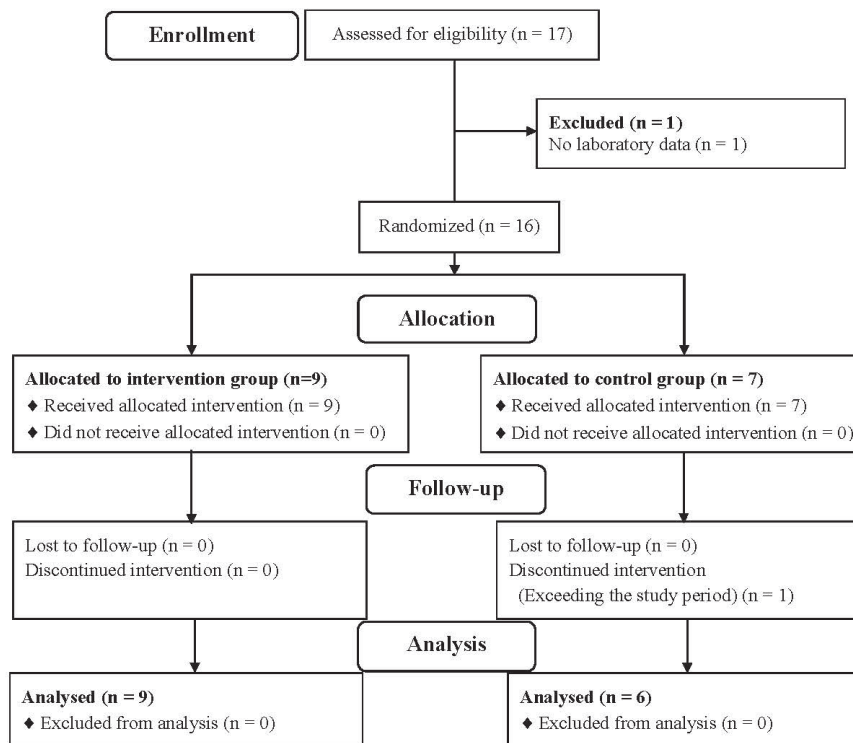 Enrollment
Assessed for eligibility (n = 17)
Excluded (n = 1)
No laboratory data (n = 1)
Randomized (n = 16)
Allocation
Allocated to intervention group (n=9)
♦ Received allocated intervention (n = 9)
♦ Did not receive allocated intervention (n = 0)
Allocated to control group (n = 7)
♦ Received allocated intervention (n = 7)
♦ Did not receive allocated intervention (n = 0)
Follow-up
Lost to follow-up (n = 0)
Discontinued intervention (n = 0)
Lost to follow-up (n = 0)
Discontinued intervention
(Exceeding the study period) (n = 1)
Analysis
Analysed (n = 9)
♦ Excluded from analysis (n = 0)
Analysed (n = 6)
♦ Excluded from analysis (n = 0)